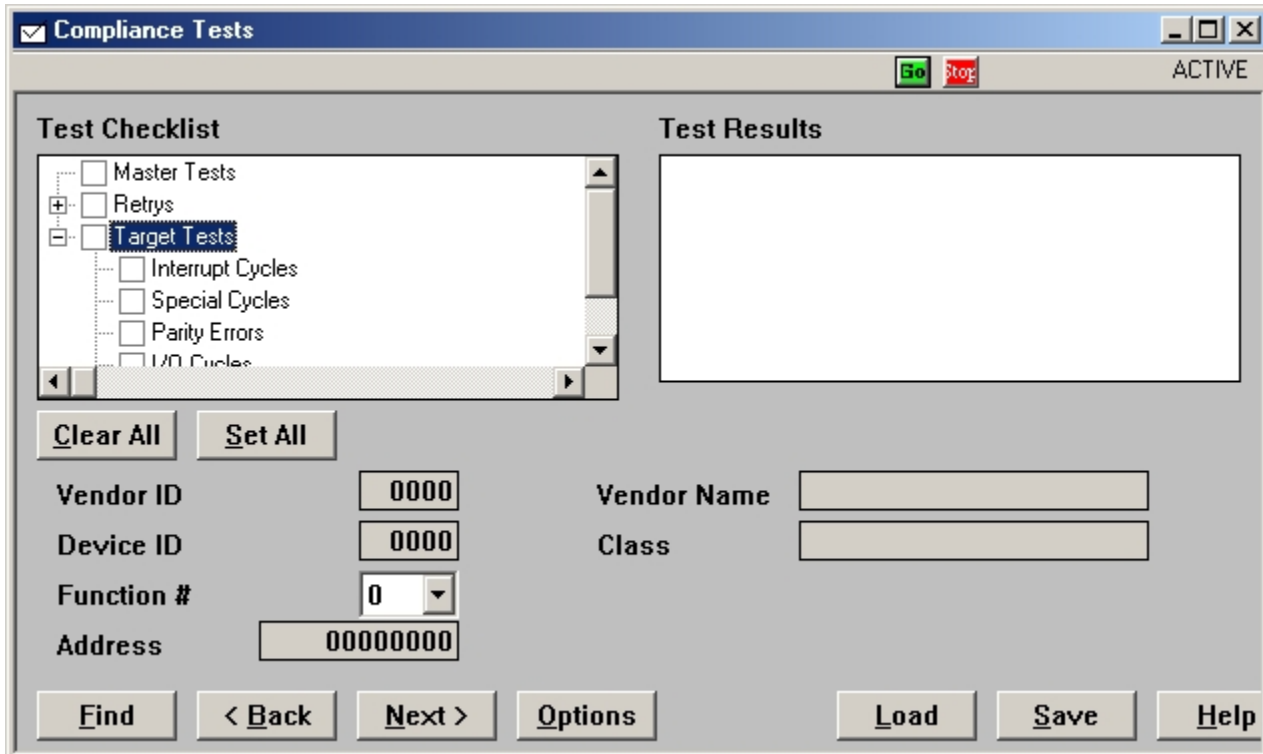 Compliance Tests
Go Stop ACTIVE
Test Checklist
Master Tests
Retrys
Target Tests
Interrupt Cycles
Special Cycles
Parity Errors
I/O Cycles
Test Results
Clear All Set All
Vendor ID 0000
Device ID 0000
Function # 0
Address 00000000
Vendor Name
Class
Find < Back Next > Options Load Save Help